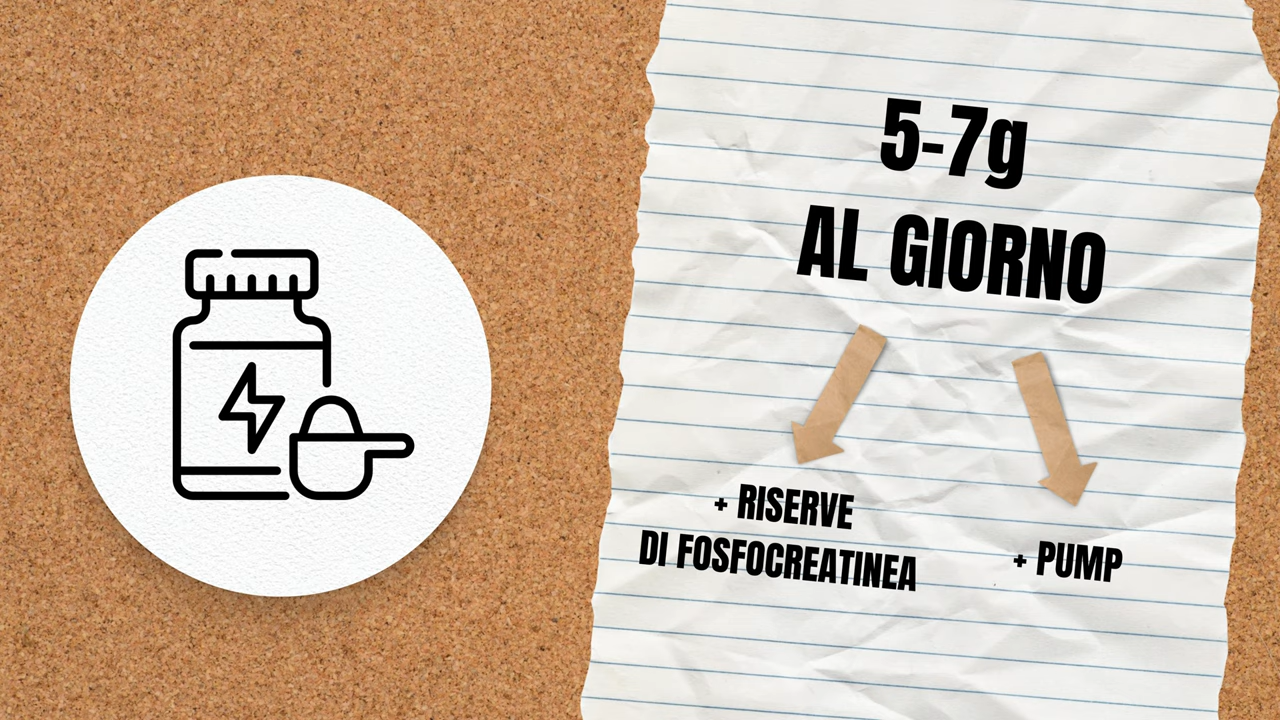 5-7g
AL GIORNO
+ RISERVE
DI FOSFOCREATINEA
+ PUMP